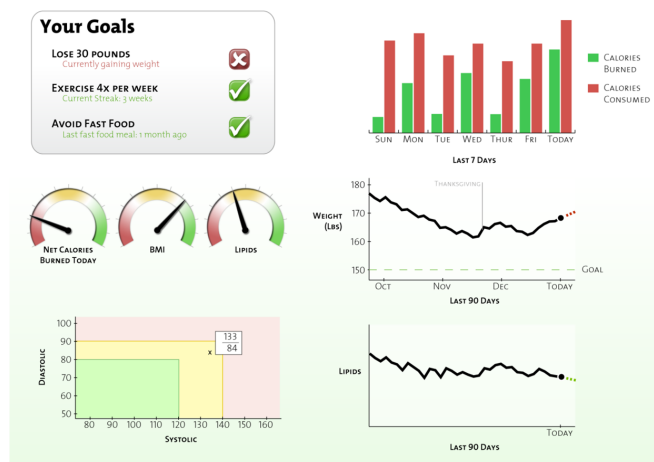 Your Goals
Lose 30 pounds
Currently gaining weight
Exercise 4x per week
Current Streak: 3 weeks
Avoid Fast Food
Last fast food meal: 1 month ago
Calories Burned
Calories Consumed
Sun Mon Tue Wed Thur Fri Today
Last 7 Days
Net Calories
Burned Today
BMI
Lipids
Thanksgiving
Weight
(Lbs)
180
170
160
150
Goal
Oct Nov Dec Today
Last 90 Days
Diastolic
100
90
80
70
60
50
133
84
x
80 90 100 110 120 130 140 150 160
Systolic
Lipids
Today
Last 90 Days